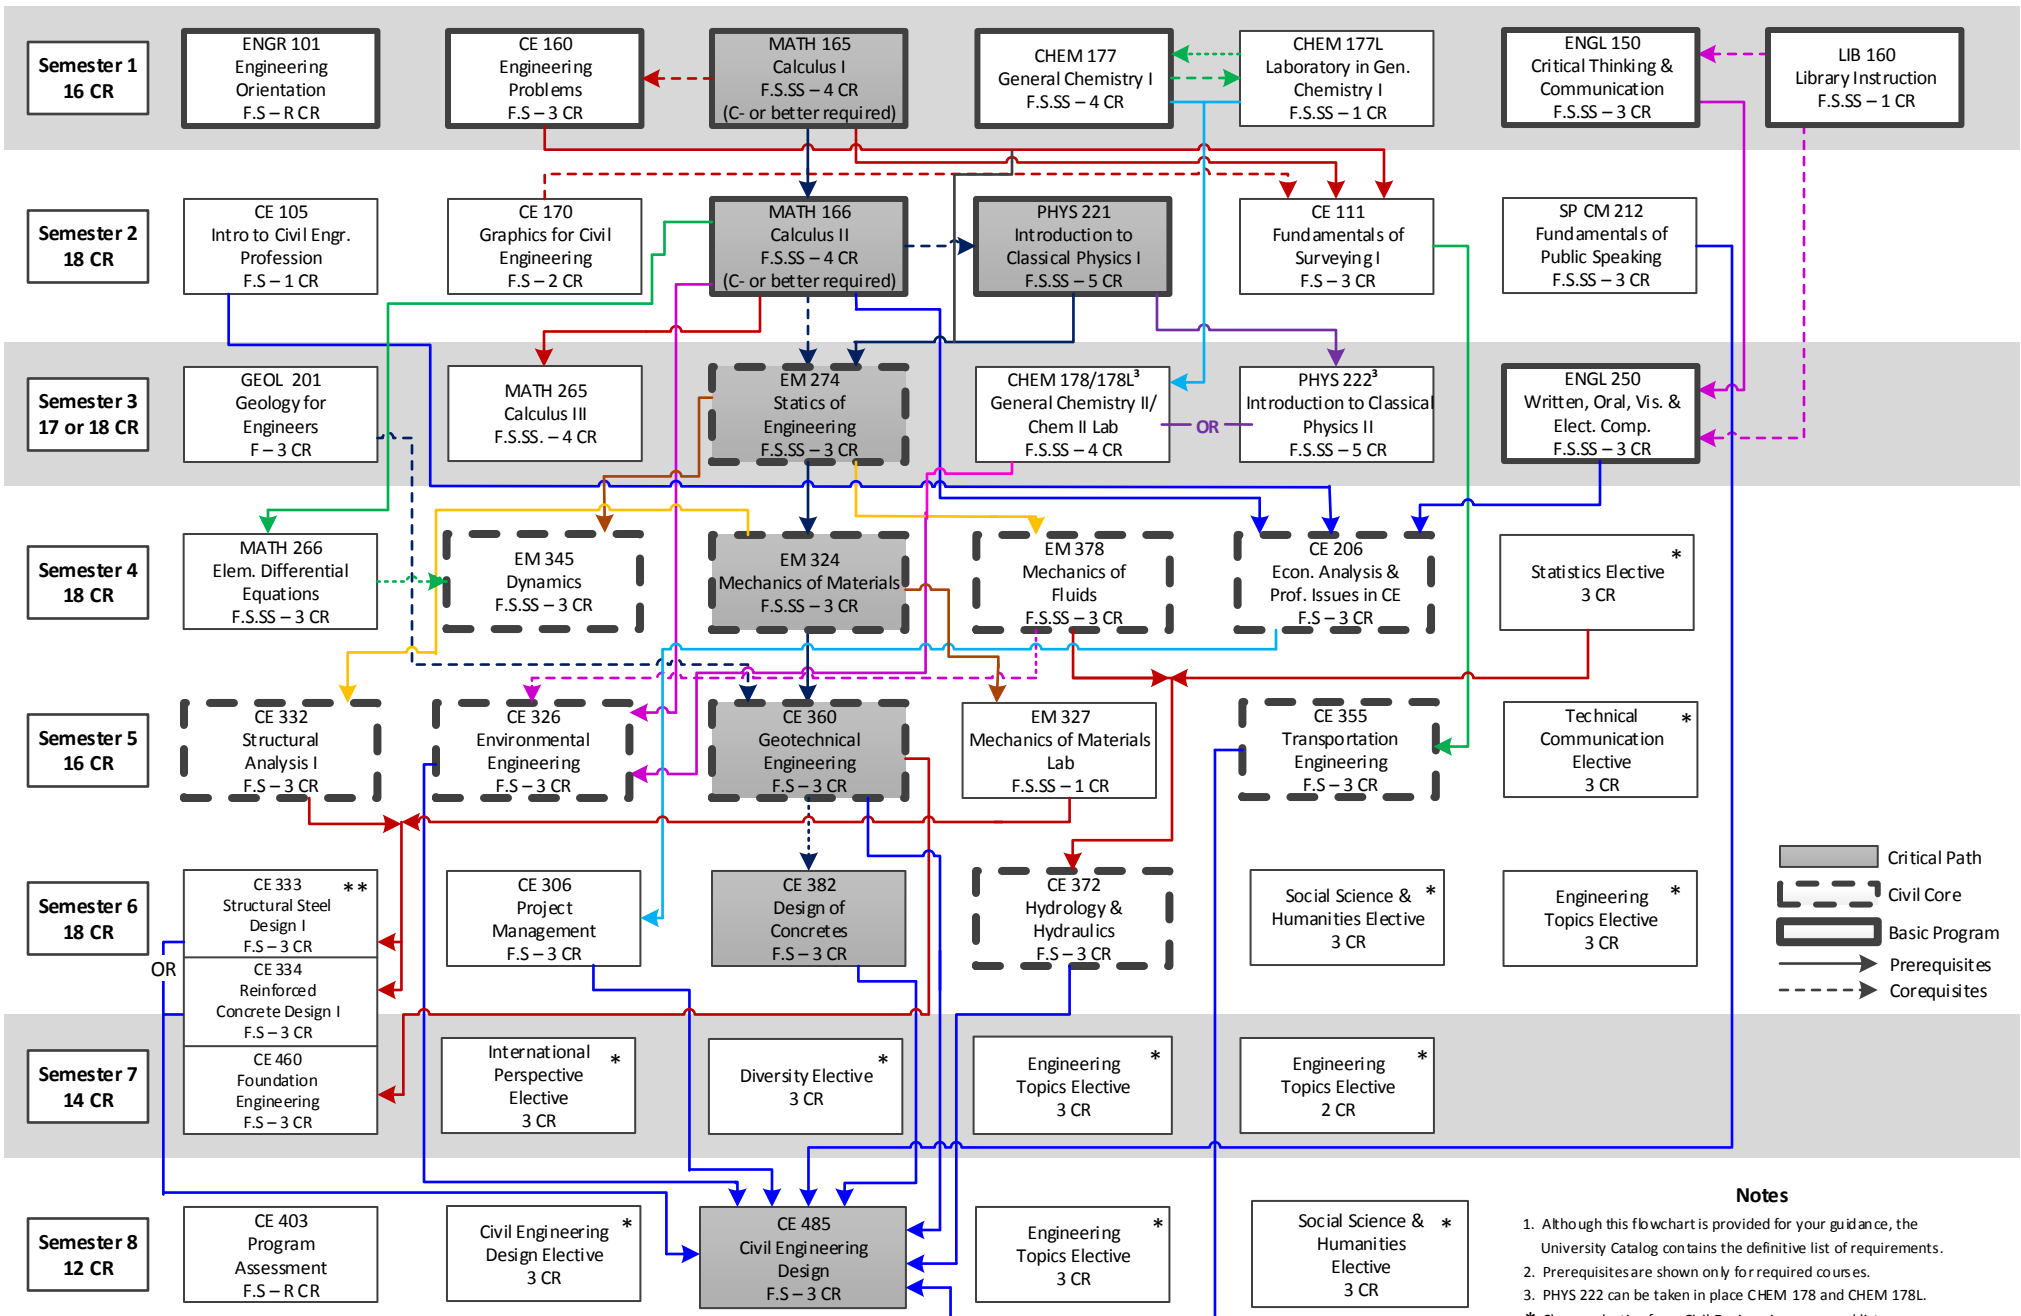 Semester 1
16 CR
ENGR 101
Engineering
Orientation
F.S – R CR
CE 160
Engineering
Problems
F.S – 3 CR
MATH 165
Calculus I
F.S.SS – 4 CR
(C- or better required)
CHEM 177
General Chemistry I
F.S.SS – 4 CR
CHEM 177L
Laboratory in Gen.
Chemistry I
F.S.SS – 1 CR
ENGL 150
Critical Thinking &
Communication
F.S.SS – 3 CR
LIB 160
Library Instruction
F.S.SS – 1 CR
Semester 2
18 CR
CE 105
Intro to Civil Engr.
Profession
F.S – 1 CR
CE 170
Graphics for Civil
Engineering
F.S – 2 CR
MATH 166
Calculus II
F.S.SS – 4 CR
(C- or better required)
PHYS 221
Introduction to
Classical Physics I
F.S.SS – 5 CR
CE 111
Fundamentals of
Surveying I
F.S – 3 CR
SP CM 212
Fundamentals of
Public Speaking
F.S.SS – 3 CR
Semester 3
17 or 18 CR
GEOL 201
Geology for
Engineers
F – 3 CR
MATH 265
Calculus III
F.S.SS. – 4 CR
EM 274
Statics of
Engineering
F.S.SS – 3 CR
CHEM 178/178L³
General Chemistry II/
Chem II Lab
F.S.SS – 4 CR
OR
PHYS 222³
Introduction to Classical
Physics II
F.S.SS – 5 CR
ENGL 250
Written, Oral, Vis. &
Elect. Comp.
F.S.SS – 3 CR
Semester 4
18 CR
MATH 266
Elem. Differential
Equations
F.S.SS – 3 CR
EM 345
Dynamics
F.S.SS – 3 CR
EM 324
Mechanics of Materials
F.S.SS – 3 CR
EM 378
Mechanics of
Fluids
F.S.SS – 3 CR
CE 206
Econ. Analysis &
Prof. Issues in CE
F.S – 3 CR
Statistics Elective *
3 CR
Semester 5
16 CR
CE 332
Structural
Analysis I
F.S – 3 CR
CE 326
Environmental
Engineering
F.S – 3 CR
CE 360
Geotechnical
Engineering
F.S – 3 CR
EM 327
Mechanics of Materials
Lab
F.S.SS – 1 CR
CE 355
Transportation
Engineering
F.S – 3 CR
Technical *
Communication
Elective
3 CR
Semester 6
18 CR
CE 333 **
Structural Steel
Design I
F.S – 3 CR
OR
CE 334
Reinforced
Concrete Design I
F.S – 3 CR
CE 306
Project
Management
F.S – 3 CR
CE 382
Design of
Concretes
F.S – 3 CR
CE 372
Hydrology &
Hydraulics
F.S – 3 CR
Social Science & *
Humanities Elective
3 CR
Engineering *
Topics Elective
3 CR
Critical Path
Civil Core
Basic Program
Prerequisites
Corequisites
Semester 7
14 CR
CE 460
Foundation
Engineering
F.S – 3 CR
International *
Perspective
Elective
3 CR
Diversity Elective *
3 CR
Engineering *
Topics Elective
3 CR
Engineering *
Topics Elective
2 CR
Semester 8
12 CR
CE 403
Program
Assessment
F.S – R CR
Civil Engineering *
Design Elective
3 CR
CE 485
Civil Engineering
Design
F.S – 3 CR
Engineering *
Topics Elective
3 CR
Social Science & *
Humanities
Elective
3 CR
Notes
1. Although this flowchart is provided for your guidance, the
University Catalog contains the definitive list of requirements.
2. Prerequisites are shown only for required courses.
3. PHYS 222 can be taken in place CHEM 178 and CHEM 178L.